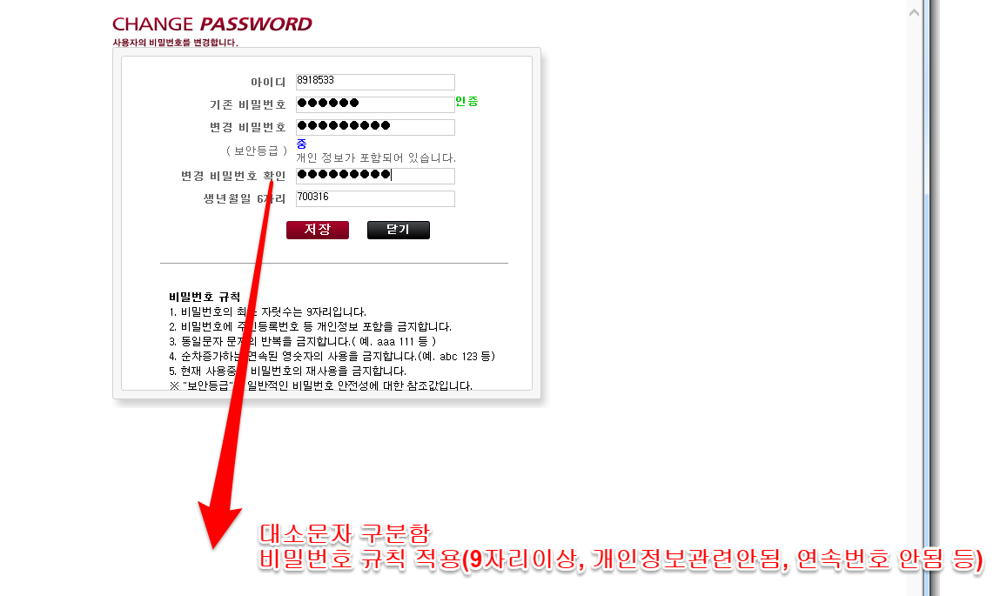 CHANGE PASSWORD
사용자의 비밀번호를 변경합니다.
아이디 8918533
기존 비밀번호 ●●●●●● 인증
변경 비밀번호 ●●●●●●●●●
( 보안등급 ) 중
개인 정보가 포함되어 있습니다.
변경 비밀번호 확인 ●●●●●●●●●
생년월일 6자리 700316
저장 닫기
비밀번호 규칙
1. 비밀번호의 최소 자릿수는 9자리입니다.
2. 비밀번호에 주민등록번호 등 개인정보 포함을 금지합니다.
3. 동일문자 문자의 반복을 금지합니다.( 예. aaa 111 등 )
4. 순차증가하는 연속된 영숫자의 사용을 금지합니다.(예. abc 123 등)
5. 현재 사용중인 비밀번호의 재사용을 금지합니다.
※ "보안등급"은 일반적인 비밀번호 안전성에 대한 참조값입니다.
대소문자 구분함
비밀번호 규칙 적용(9자리이상, 개인정보관련안됨, 연속번호 안됨 등)